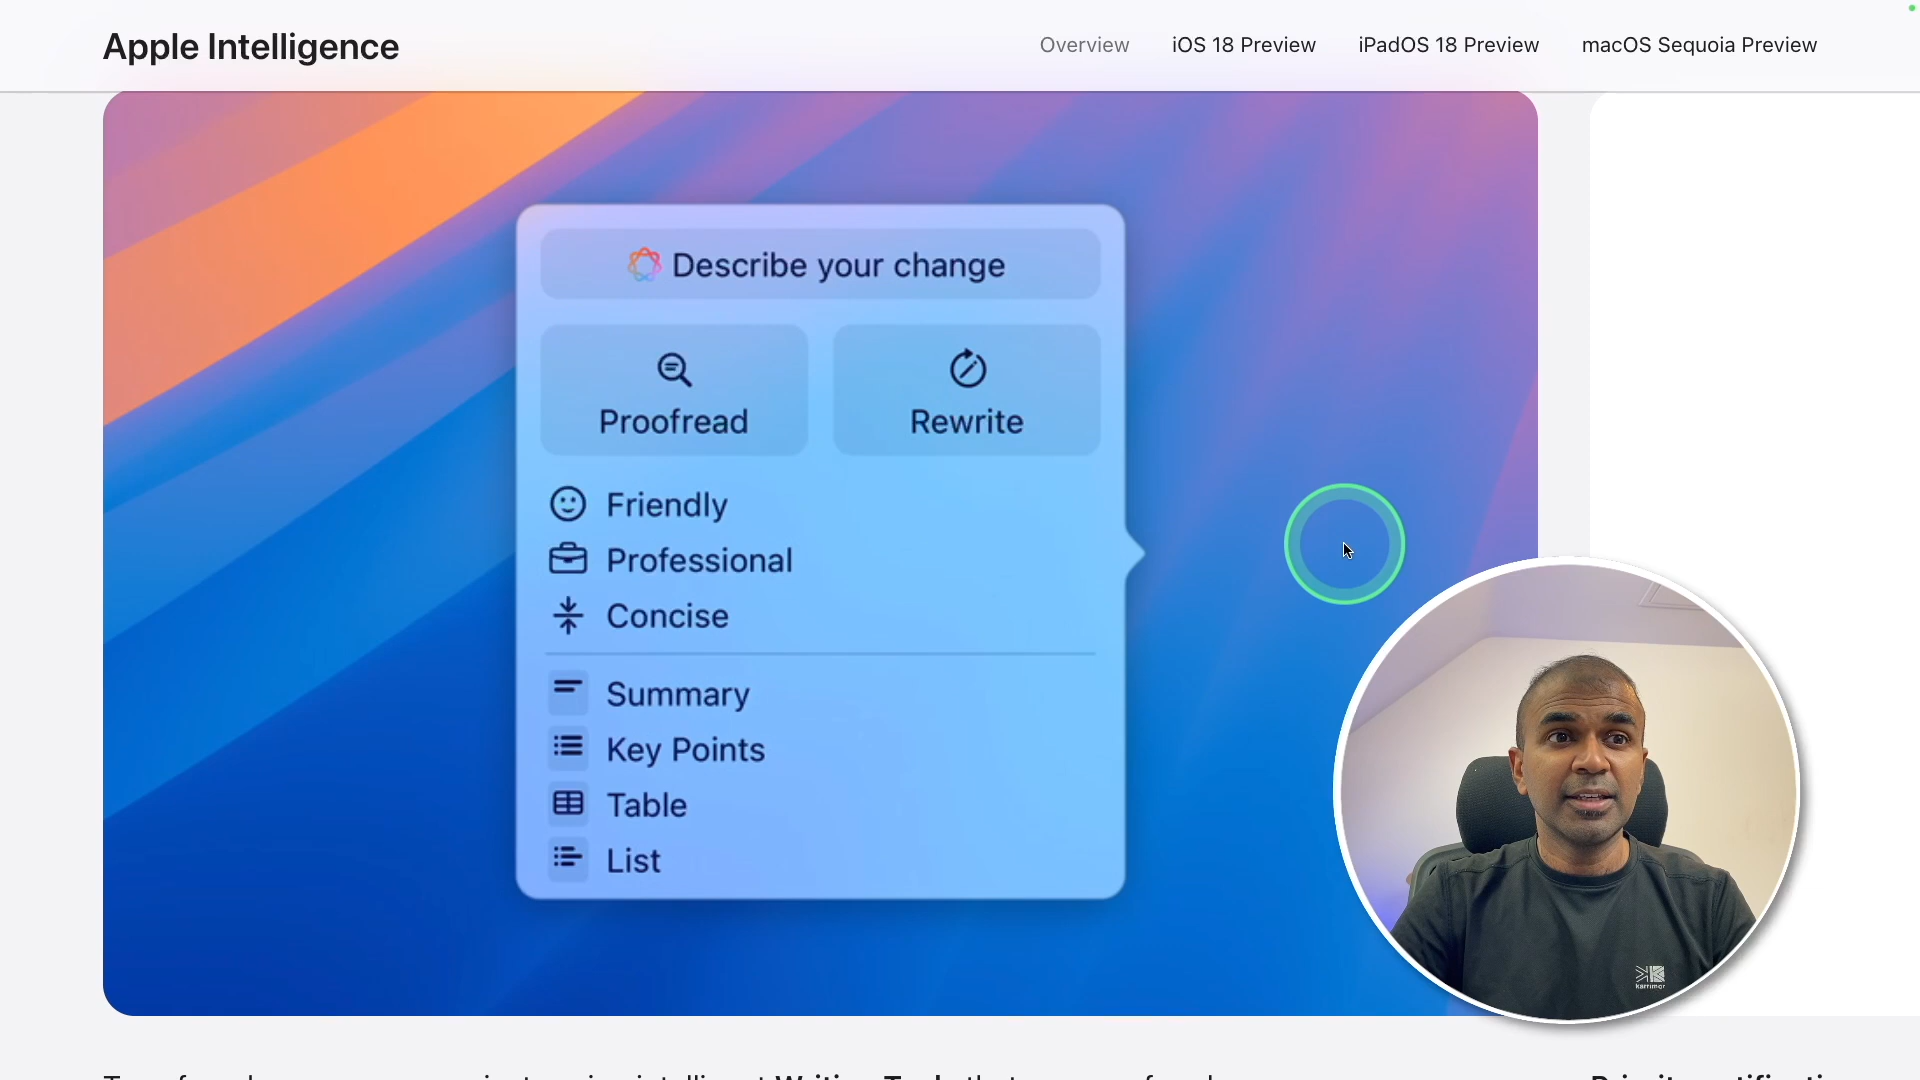 Apple Intelligence
Overview
iOS 18 Preview
iPadOS 18 Preview
macOS Sequoia Preview
Describe your change
Proofread
Rewrite
Friendly
Professional
Concise
Summary
Key Points
Table
List
karrimor